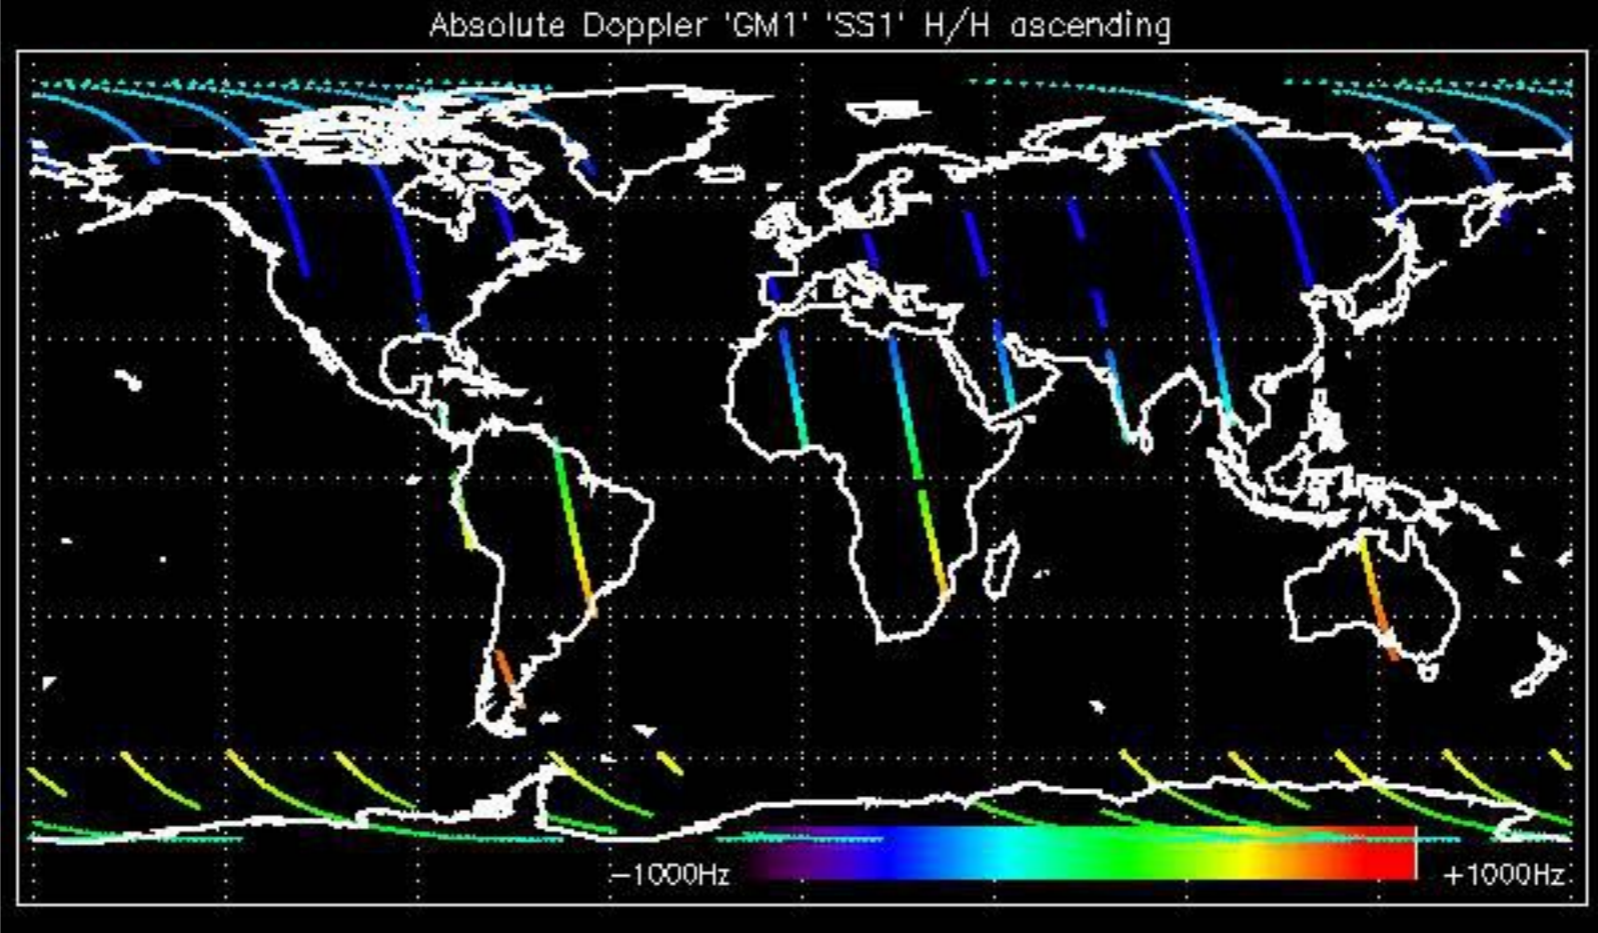 Absolute Doppler 'GM1' 'SS1' H/H ascending
-1000Hz +1000Hz